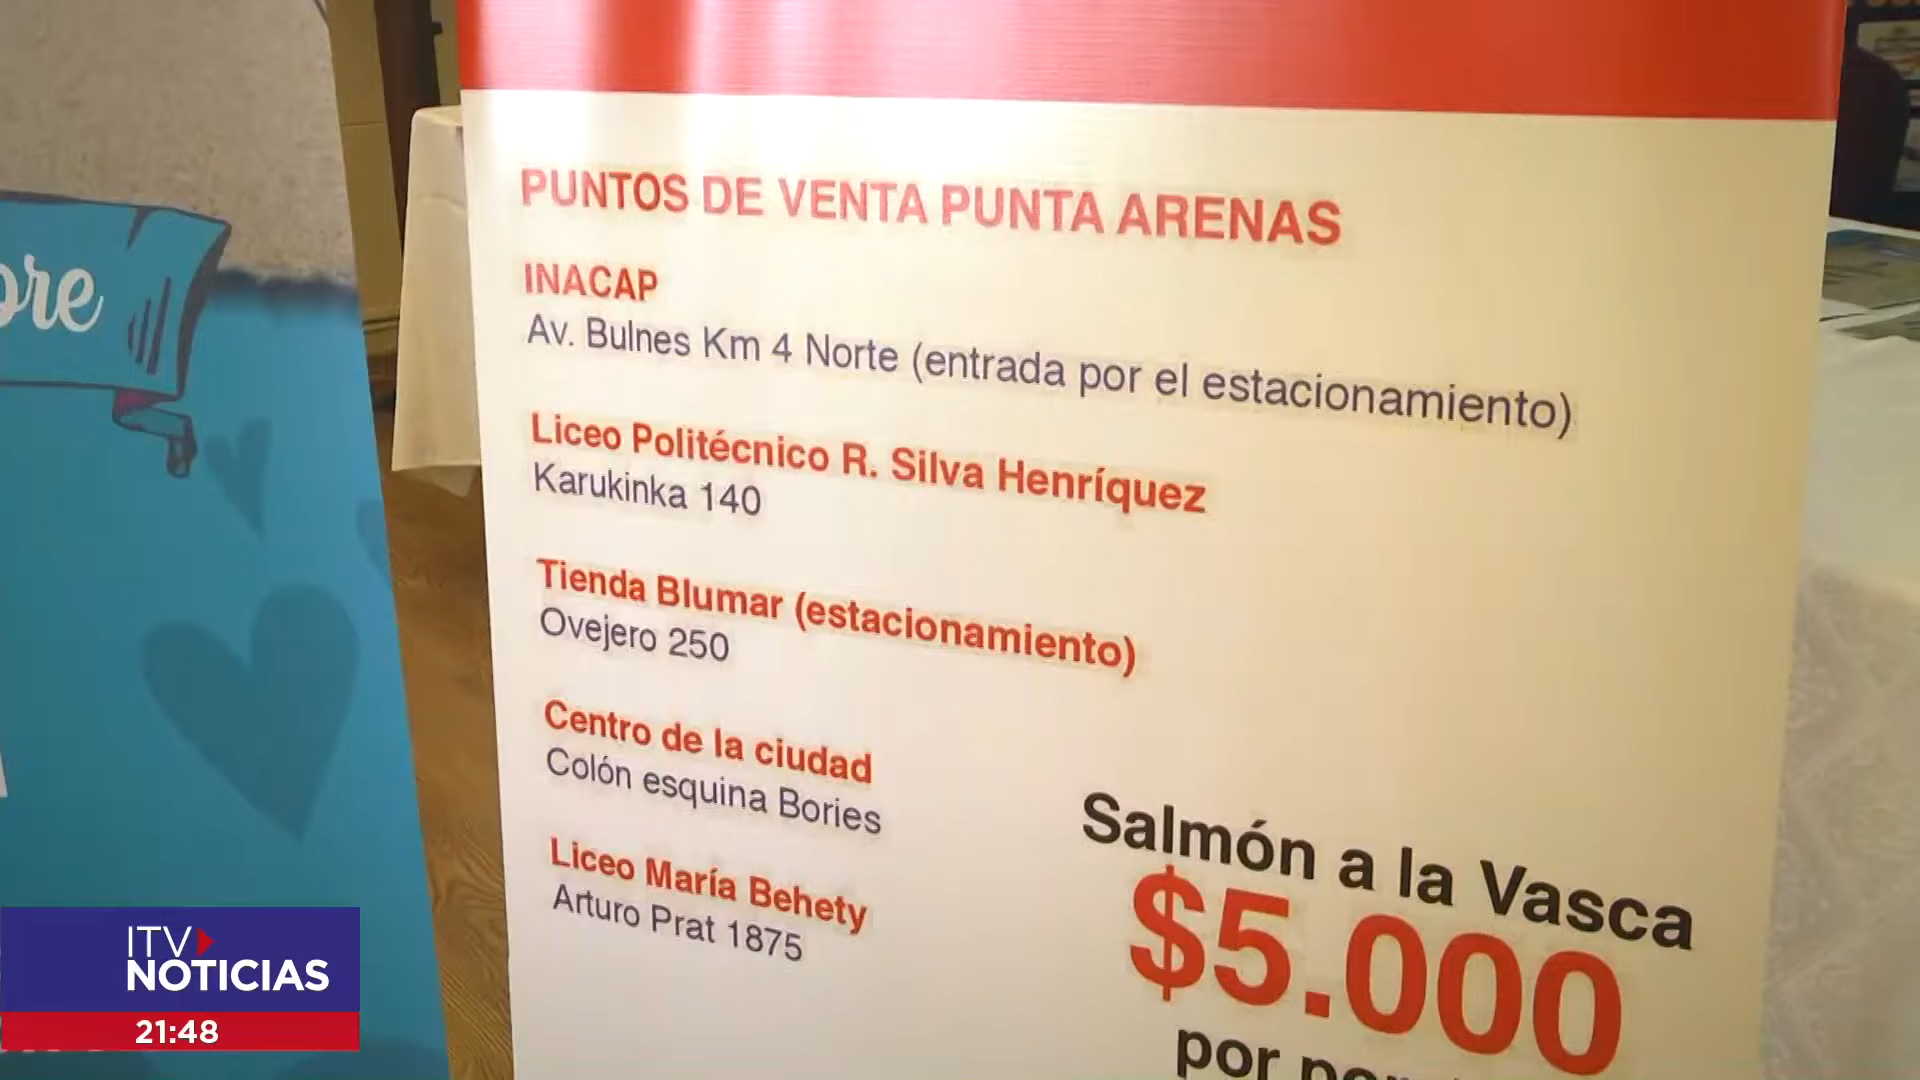 PUNTOS DE VENTA PUNTA ARENAS
INACAP
Av. Bulnes Km 4 Norte (entrada por el estacionamiento)
Liceo Politécnico R. Silva Henríquez
Karukinka 140
Tienda Blumar (estacionamiento)
Ovejero 250
Centro de la ciudad
Colón esquina Bories
Liceo María Behety
Arturo Prat 1875
Salmón a la Vasca
$5.000
por
ITV
NOTICIAS
21:48